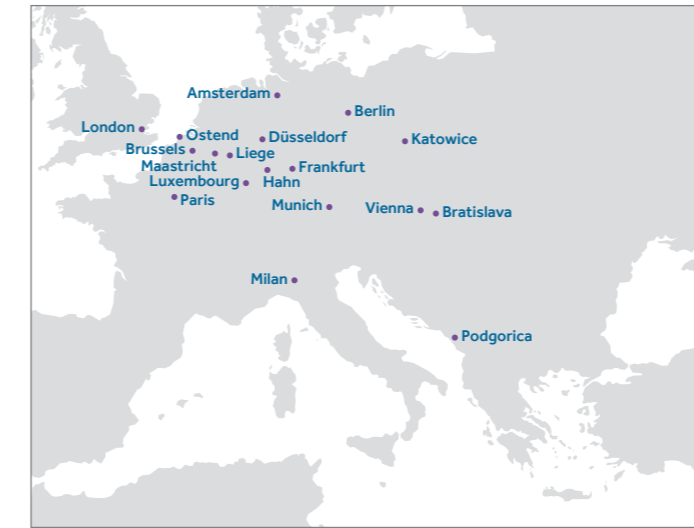 Amsterdam
Berlin
London
Ostend
Düsseldorf
Katowice
Brussels
Liege
Maastricht
Frankfurt
Luxembourg
Hahn
Paris
Munich
Vienna
Bratislava
Milan
Podgorica